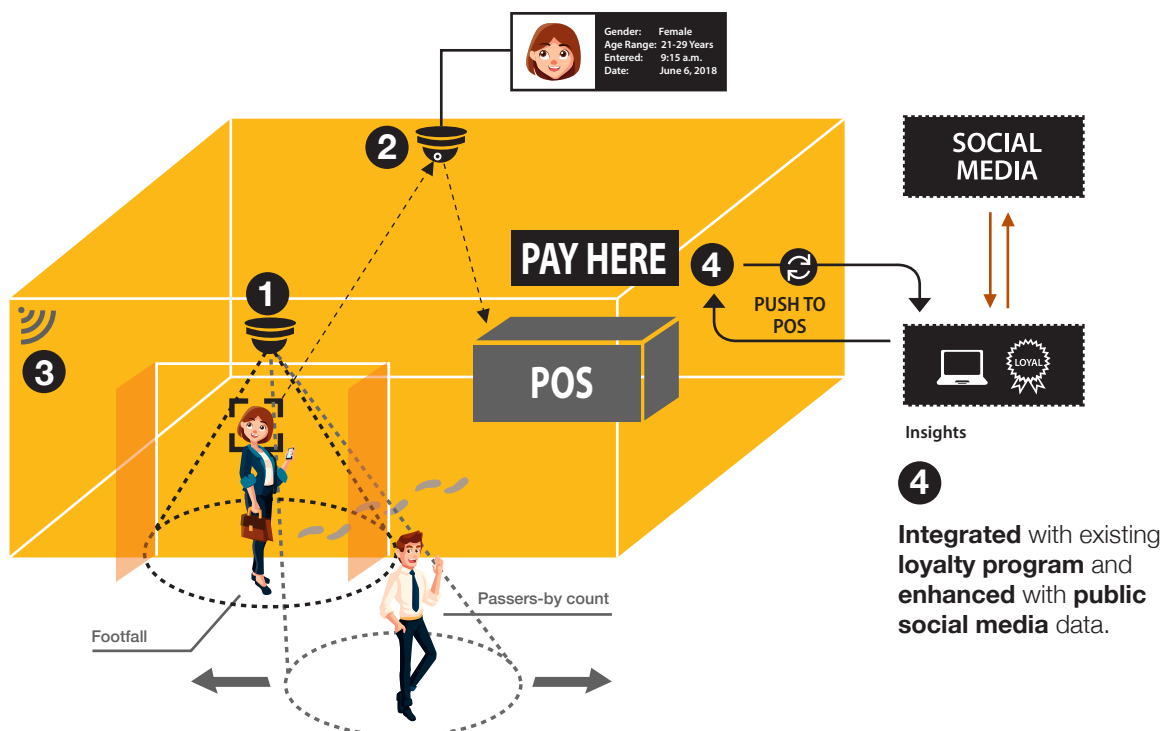 Gender: Female
Age Range: 21-29 Years
Entered: 9:15 a.m.
Date: June 6, 2018
2
SOCIAL
MEDIA
PAY HERE
4
PUSH TO
POS
1
3
POS
LOYAL
Insights
4
Integrated with existing
loyalty program and
enhanced with public
social media data.
Passers-by count
Footfall